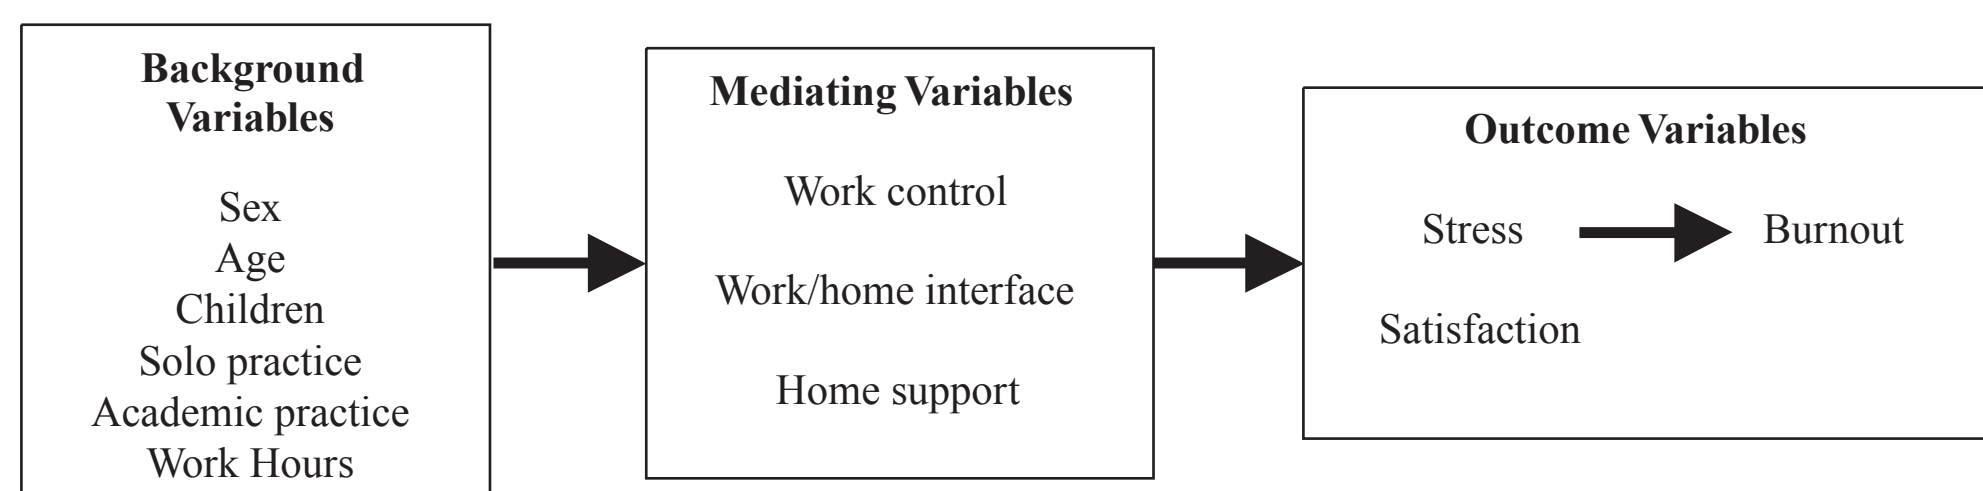 Background
Variables
Sex
Age
Children
Solo practice
Academic practice
Work Hours
Mediating Variables
Work control
Work/home interface
Home support
Outcome Variables
Stress
Burnout
Satisfaction